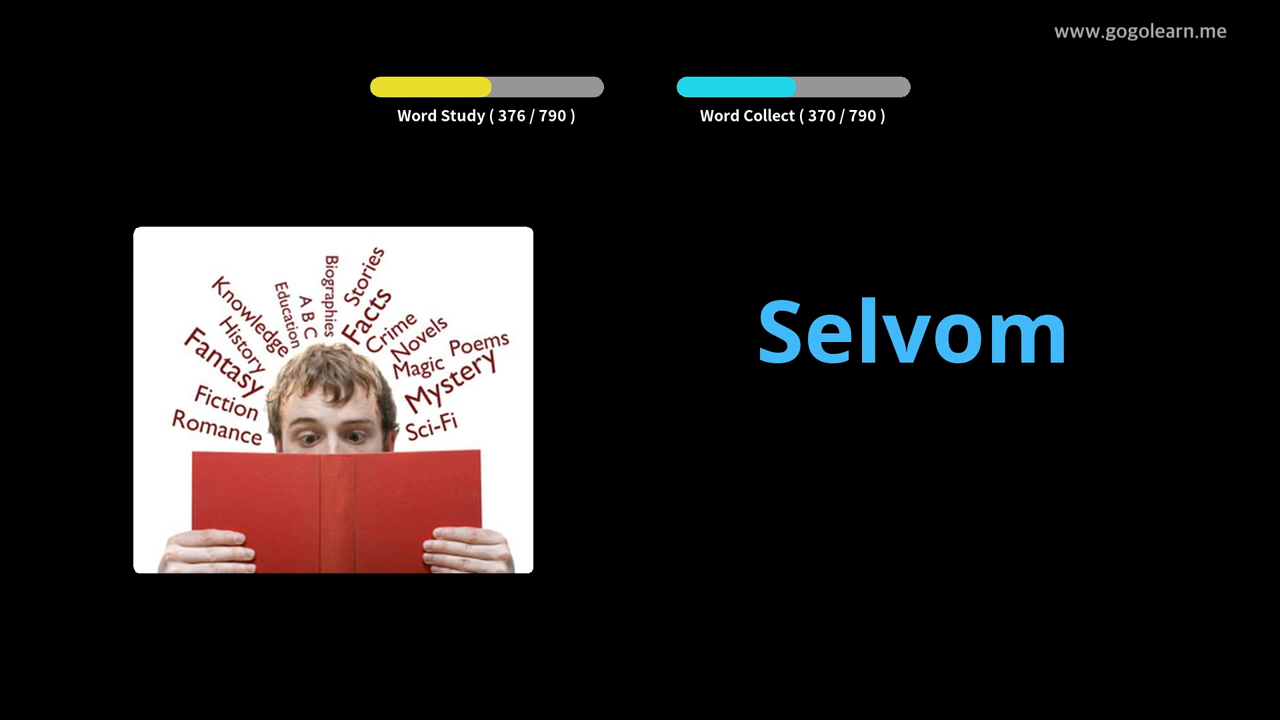 www.gogolearn.me
Word Study ( 376 / 790 )
Word Collect ( 370 / 790 )
Selvom
Biographies
Stories
Education
A B C
Facts
Knowledge
History
Crime
Novels
Fantasy
Magic
Poems
Mystery
Fiction
Romance
Sci-Fi